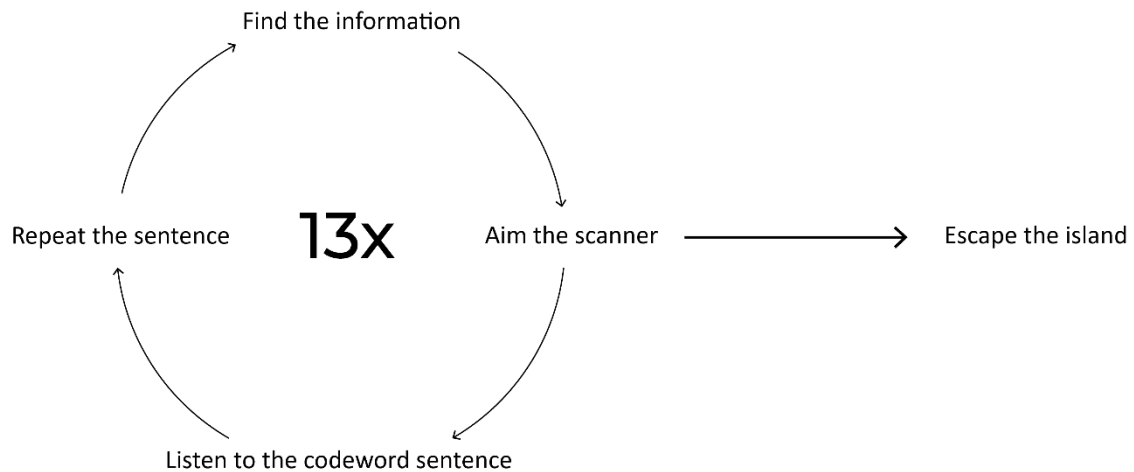 Find the information
Repeat the sentence
13x
Aim the scanner
Escape the island
Listen to the codeword sentence